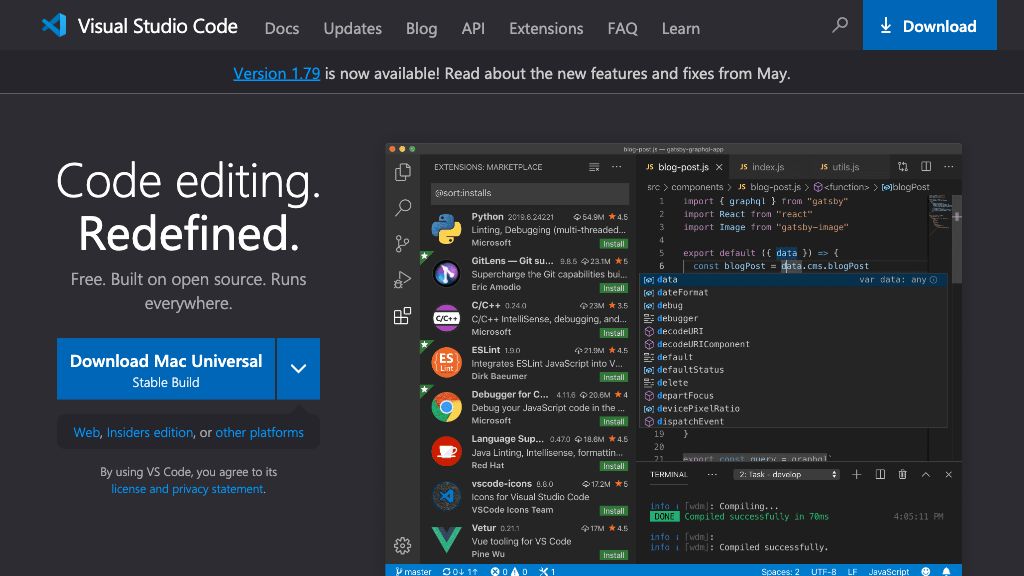 Visual Studio Code
Docs Updates Blog API Extensions FAQ Learn
Download
Version 1.79 is now available! Read about the new features and fixes from May.
Code editing.
Redefined.
Free. Built on open source. Runs
everywhere.
Download Mac Universal
Stable Build
Web, Insiders edition, or other platforms
By using VS Code, you agree to its
license and privacy statement.
blog-post.js — gatsby-graphql-app
EXTENSIONS: MARKETPLACE
@sort:installs
Python 2019.6.24221 54.9M 4.5
Linting, Debugging (multi-threaded...
Microsoft Install
GitLens — Git su... 9.8.5 23.1M 5
Supercharge the Git capabilities bui...
Eric Amodio Install
C/C++ 0.24.0 23M 3.5
C/C++
C/C++ IntelliSense, debugging, and...
Microsoft Install
ESLint 1.9.0 21.9M 4.5
ES
Lint
Integrates ESLint JavaScript into V...
Dirk Baeumer Install
Debugger for C... 4.11.6 20.6M 4
Debug your JavaScript code in the ...
Microsoft Install
Language Sup... 0.47.0 18.6M 4.5
Java Linting, Intellisense, formattin...
Red Hat Install
vscode-icons 8.8.0 17.2M 5
Icons for Visual Studio Code
VSCode Icons Team Install
Vetur 0.21.1 17M 4.5
Vue tooling for VS Code
Pine Wu Install
JS blog-post.js JS index.js JS utils.js
src > components > JS blog-post.js > <function> > blogPost
1 import { graphql } from "gatsby"
2 import React from "react"
3 import Image from "gatsby-image"
4
5 export default ({ data }) => {
6 const blogPost = data.cms.blogPost
data var data: any
dateFormat
debug
debugger
decodeURI
decodeURIComponent
default
defaultStatus
delete
departFocus
devicePixelRatio
dispatchEvent
19 }
20
21 export const query = graphql`
TERMINAL ... 2: Task - develop
info : [wdm]: Compiling...
DONE Compiled successfully in 70ms 4:05:11 PM
info : [wdm]:
info : [wdm]: Compiled successfully.
master 0↓ 1↑ 0 0 1 Spaces: 2 UTF-8 LF JavaScript